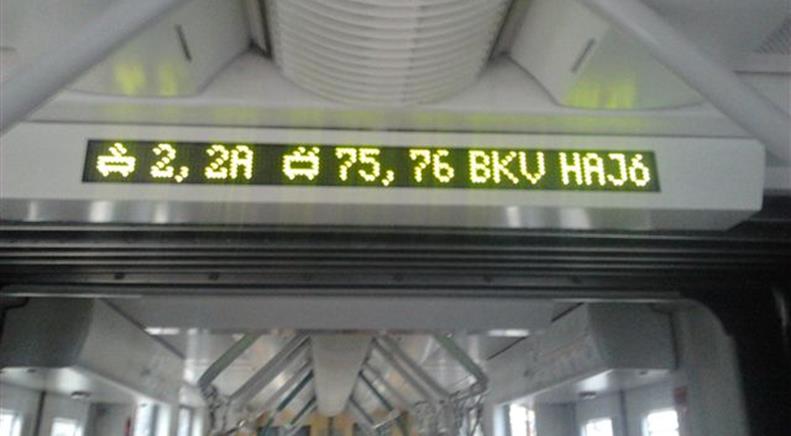 2, 2A 75, 76 BKV HAJÓ